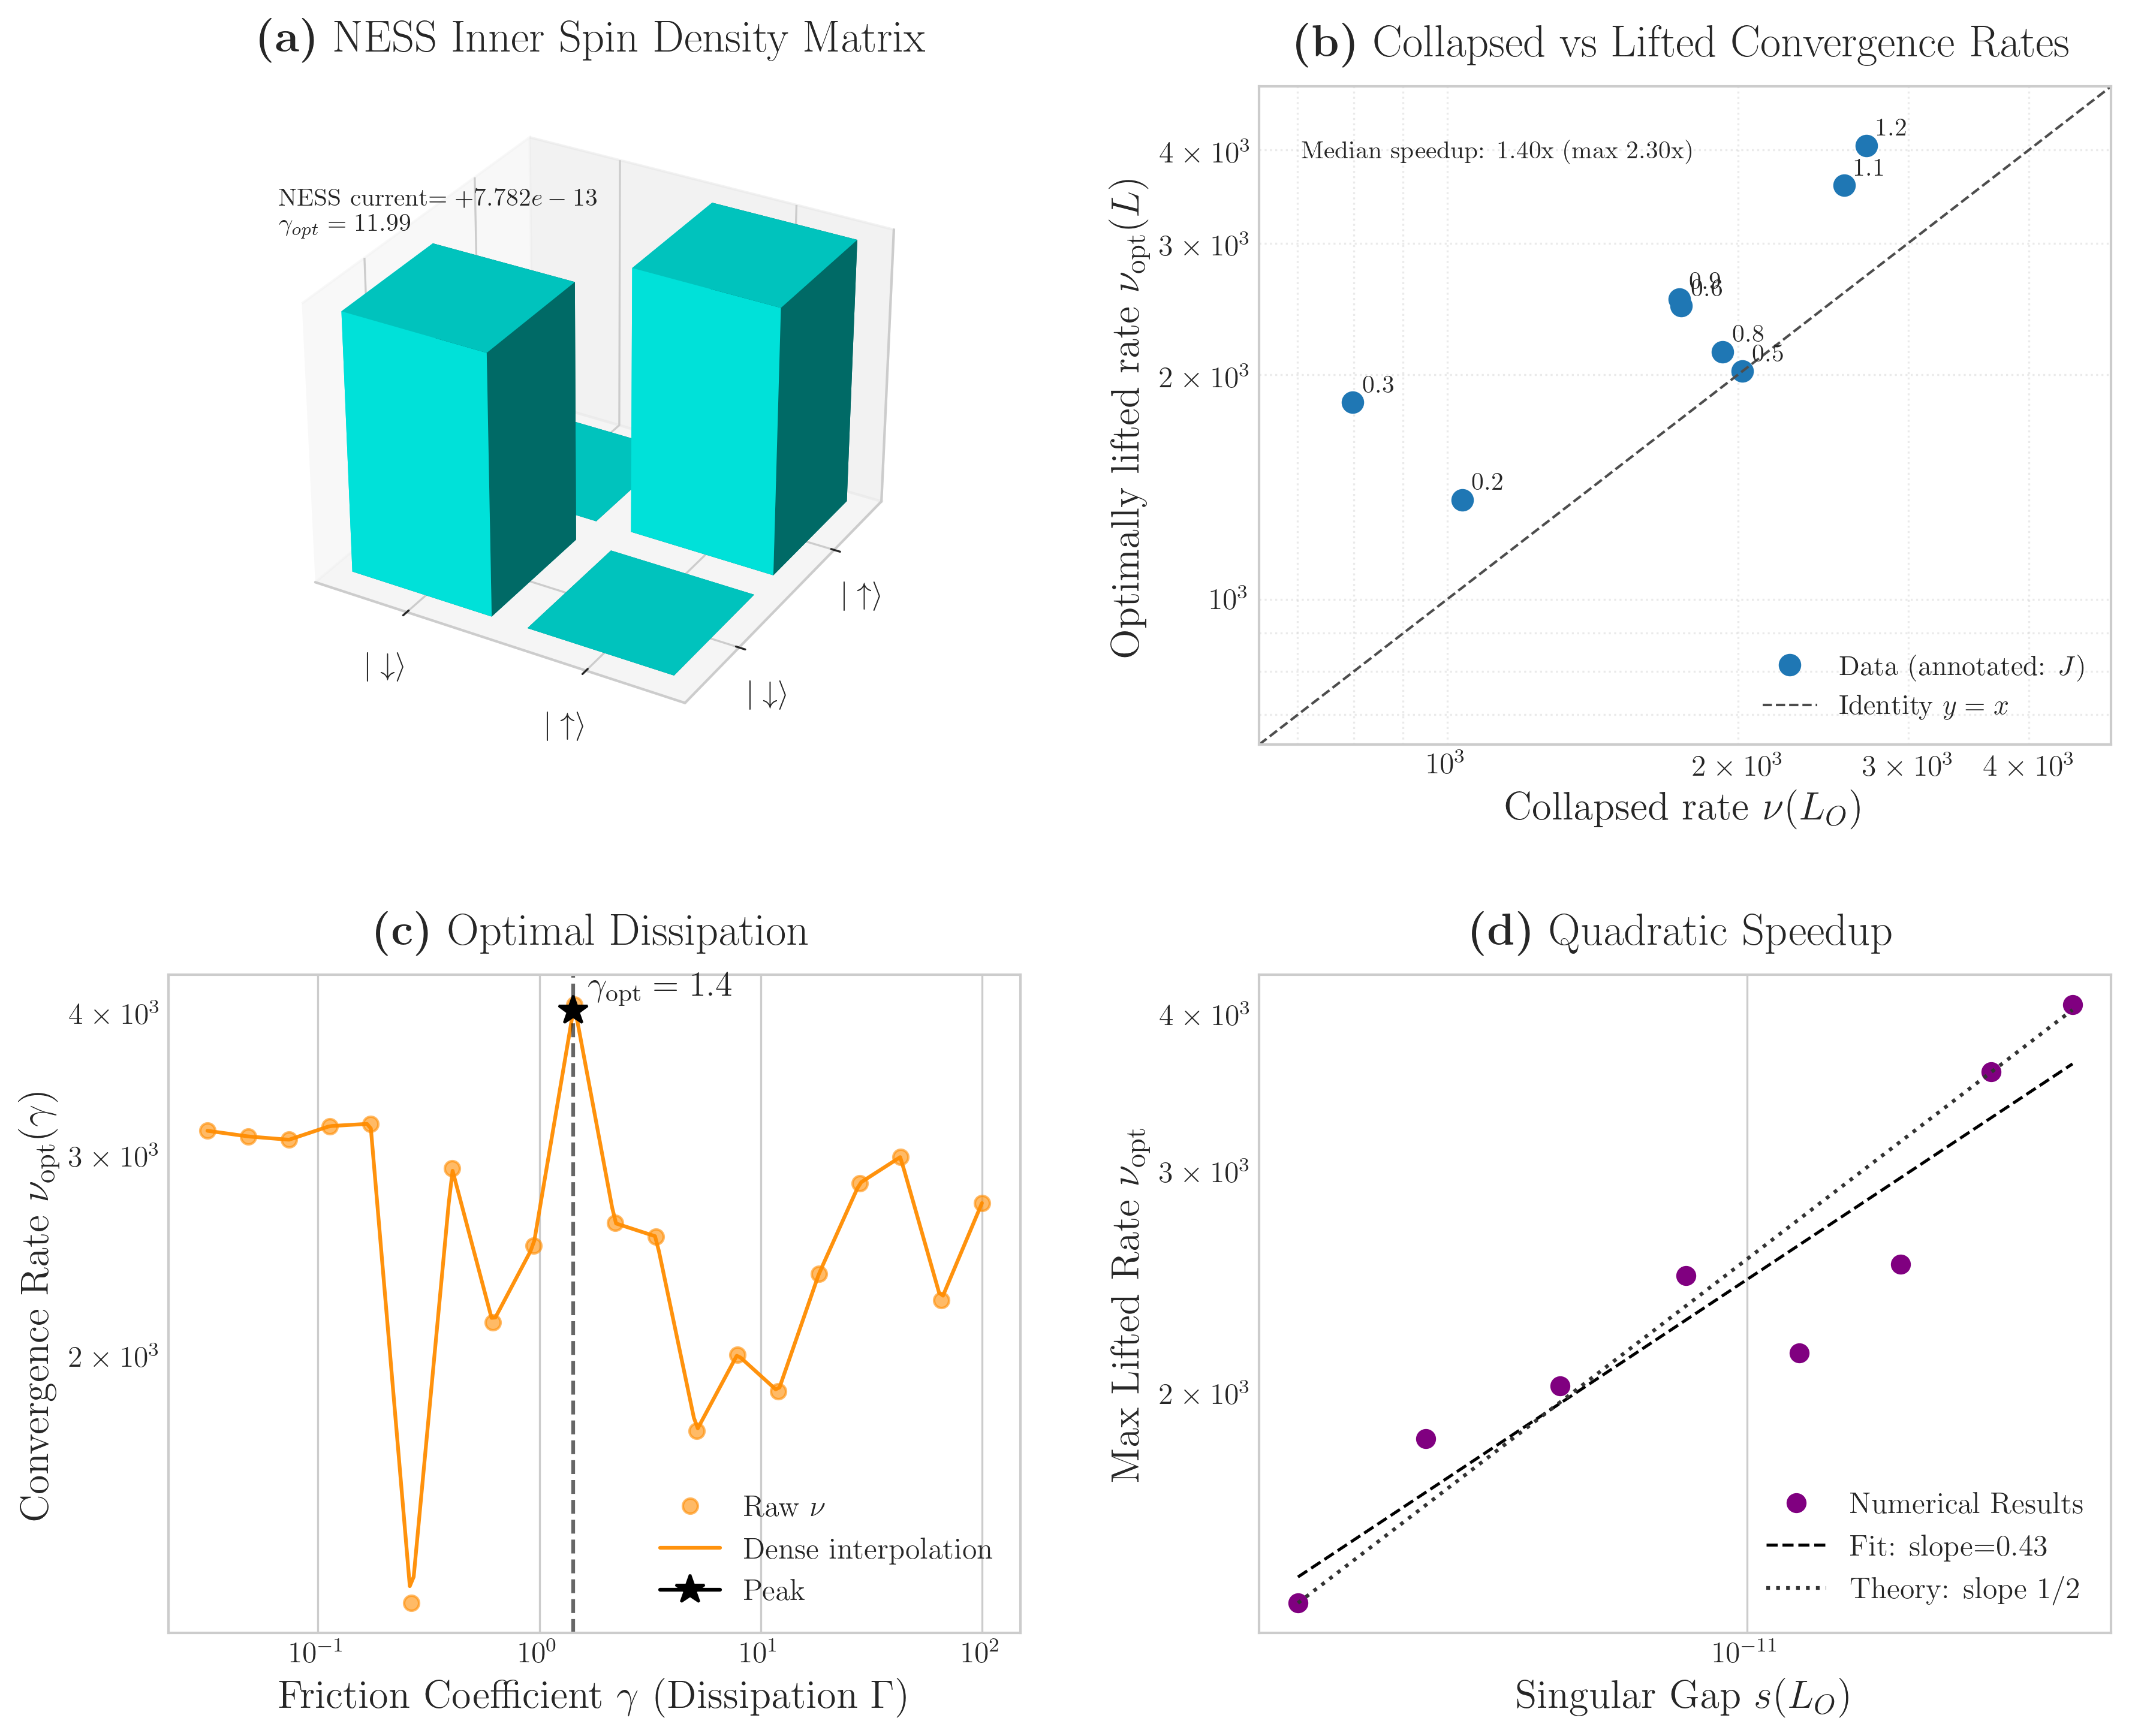 (a) NESS Inner Spin Density Matrix
NESS current= +7.782e − 13
γopt = 11.99
| ↓⟩
| ↑⟩
| ↓⟩
| ↑⟩
(b) Collapsed vs Lifted Convergence Rates
Optimally lifted rate νopt(L)
4 × 10³
3 × 10³
2 × 10³
10³
Median speedup: 1.40x (max 2.30x)
1.2
1.1
0.9
0.6
0.8
0.5
0.3
0.2
Data (annotated: J)
Identity y = x
10³
2 × 10³
3 × 10³
4 × 10³
Collapsed rate ν(L_O)
(c) Optimal Dissipation
Convergence Rate νopt(γ)
4 × 10³
3 × 10³
2 × 10³
γopt = 1.4
Raw ν
Dense interpolation
Peak
10⁻¹
10⁰
10¹
10²
Friction Coefficient γ (Dissipation Γ)
(d) Quadratic Speedup
Max Lifted Rate νopt
4 × 10³
3 × 10³
2 × 10³
Numerical Results
Fit: slope=0.43
Theory: slope 1/2
10⁻¹¹
Singular Gap s(L_O)